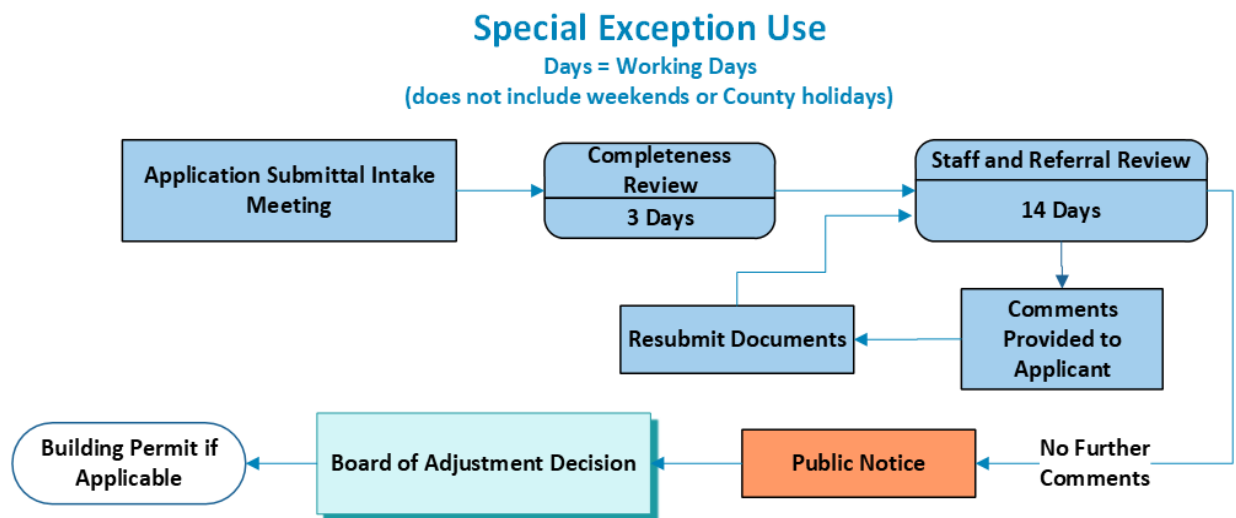 Special Exception Use
Days = Working Days
(does not include weekends or County holidays)
Application Submittal Intake
Meeting
Completeness
Review
3 Days
Staff and Referral Review
14 Days
Comments
Provided to
Applicant
Resubmit Documents
No Further
Comments
Public Notice
Board of Adjustment Decision
Building Permit if
Applicable